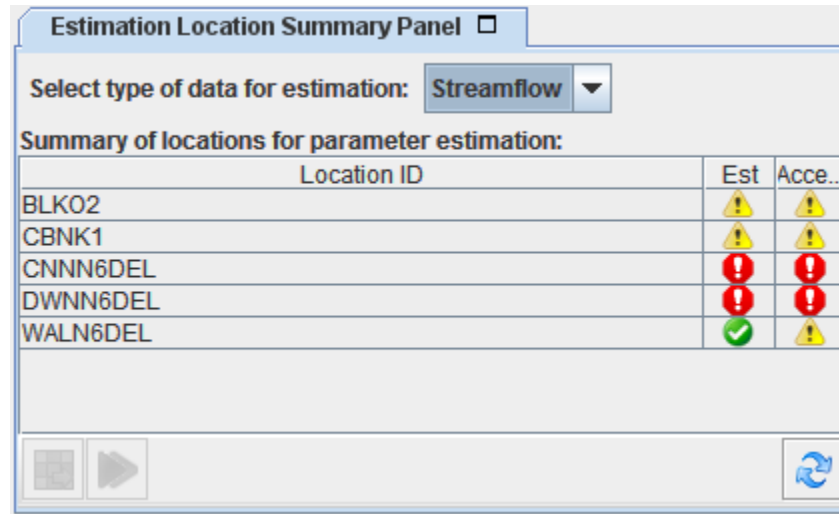 Estimation Location Summary Panel
Select type of data for estimation: Streamflow
Summary of locations for parameter estimation:
Location ID Est Acce..
BLKO2
CBNK1
CNNN6DEL
DWNN6DEL
WALN6DEL